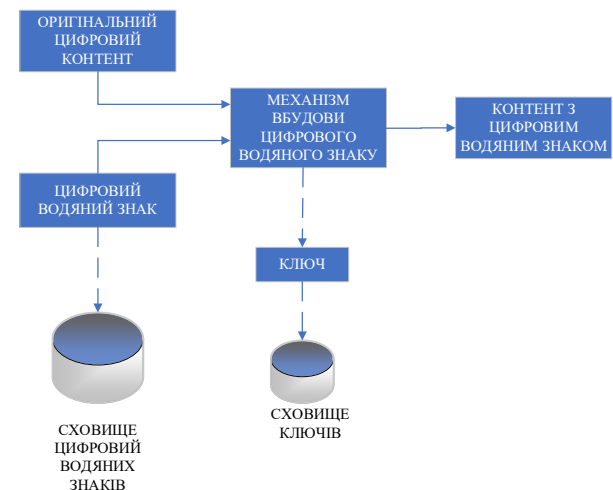 ОРИГІНАЛЬНИЙ
ЦИФРОВИЙ
КОНТЕНТ
МЕХАНІЗМ
ВБУДОВИ
ЦИФРОВОГО
ВОДЯНОГО ЗНАКУ
КОНТЕНТ З
ЦИФРОВИМ
ВОДЯНИМ ЗНАКОМ
ЦИФРОВИЙ
ВОДЯНИЙ ЗНАК
КЛЮЧ
СХОВИЩЕ
КЛЮЧІВ
СХОВИЩЕ
ЦИФРОВИЙ
ВОДЯНИХ
ЗНАКІВ